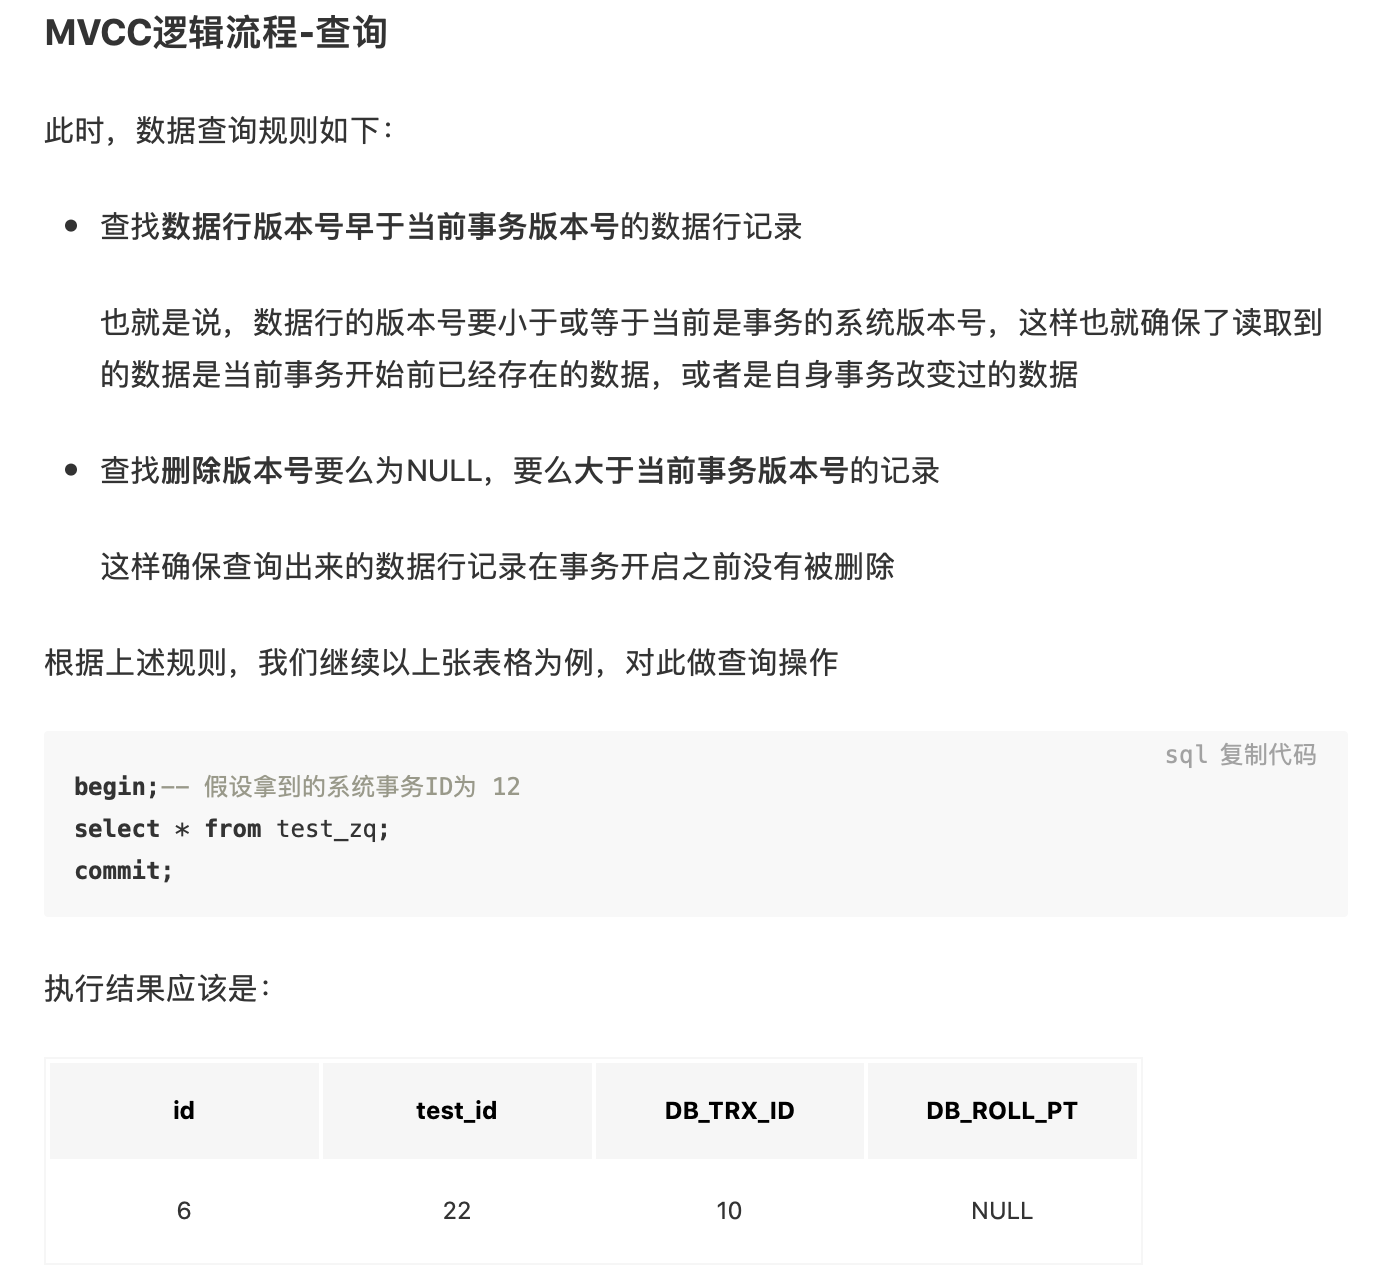 MVCC逻辑流程-查询
此时，数据查询规则如下：
查找数据行版本号早于当前事务版本号的数据行记录
也就是说，数据行的版本号要小于或等于当前是事务的系统版本号，这样也就确保了读取到
的数据是当前事务开始前已经存在的数据，或者是自身事务改变过的数据
查找删除版本号要么为NULL，要么大于当前事务版本号的记录
这样确保查询出来的数据行记录在事务开启之前没有被删除
根据上述规则，我们继续以上张表格为例，对此做查询操作
sql 复制代码
begin;-- 假设拿到的系统事务ID为 12
select * from test_zq;
commit;
执行结果应该是：
id test_id DB_TRX_ID DB_ROLL_PT
6 22 10 NULL